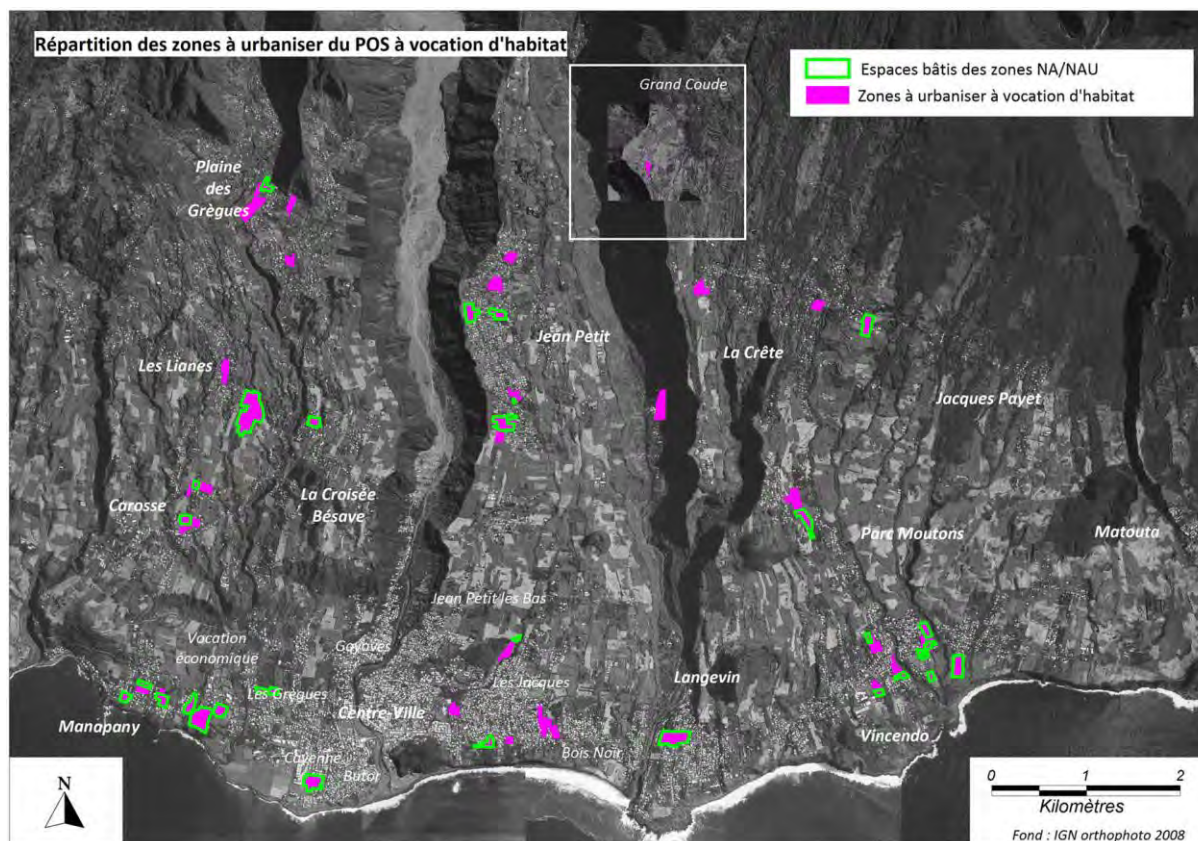 Répartition des zones à urbaniser du POS à vocation d'habitat
Espaces bâtis des zones NA/NAU
Zones à urbaniser à vocation d'habitat
Grand Coude
Plaine
des
Grègues
Jean Petit
La Crête
Les Lianes
Jacques Payet
Carosse
La Croisée
Bésave
Parc Moutons
Matouta
Jean Petit les Bas
Vacation
économique
Goyaves
Les Grègues
Les Jacques
Langevin
Centre-Ville
Manapany
Vincendo
Bois Noir
Cayenne
Butor
N
0 1 2
Kilomètres
Fond : IGN orthophoto 2008